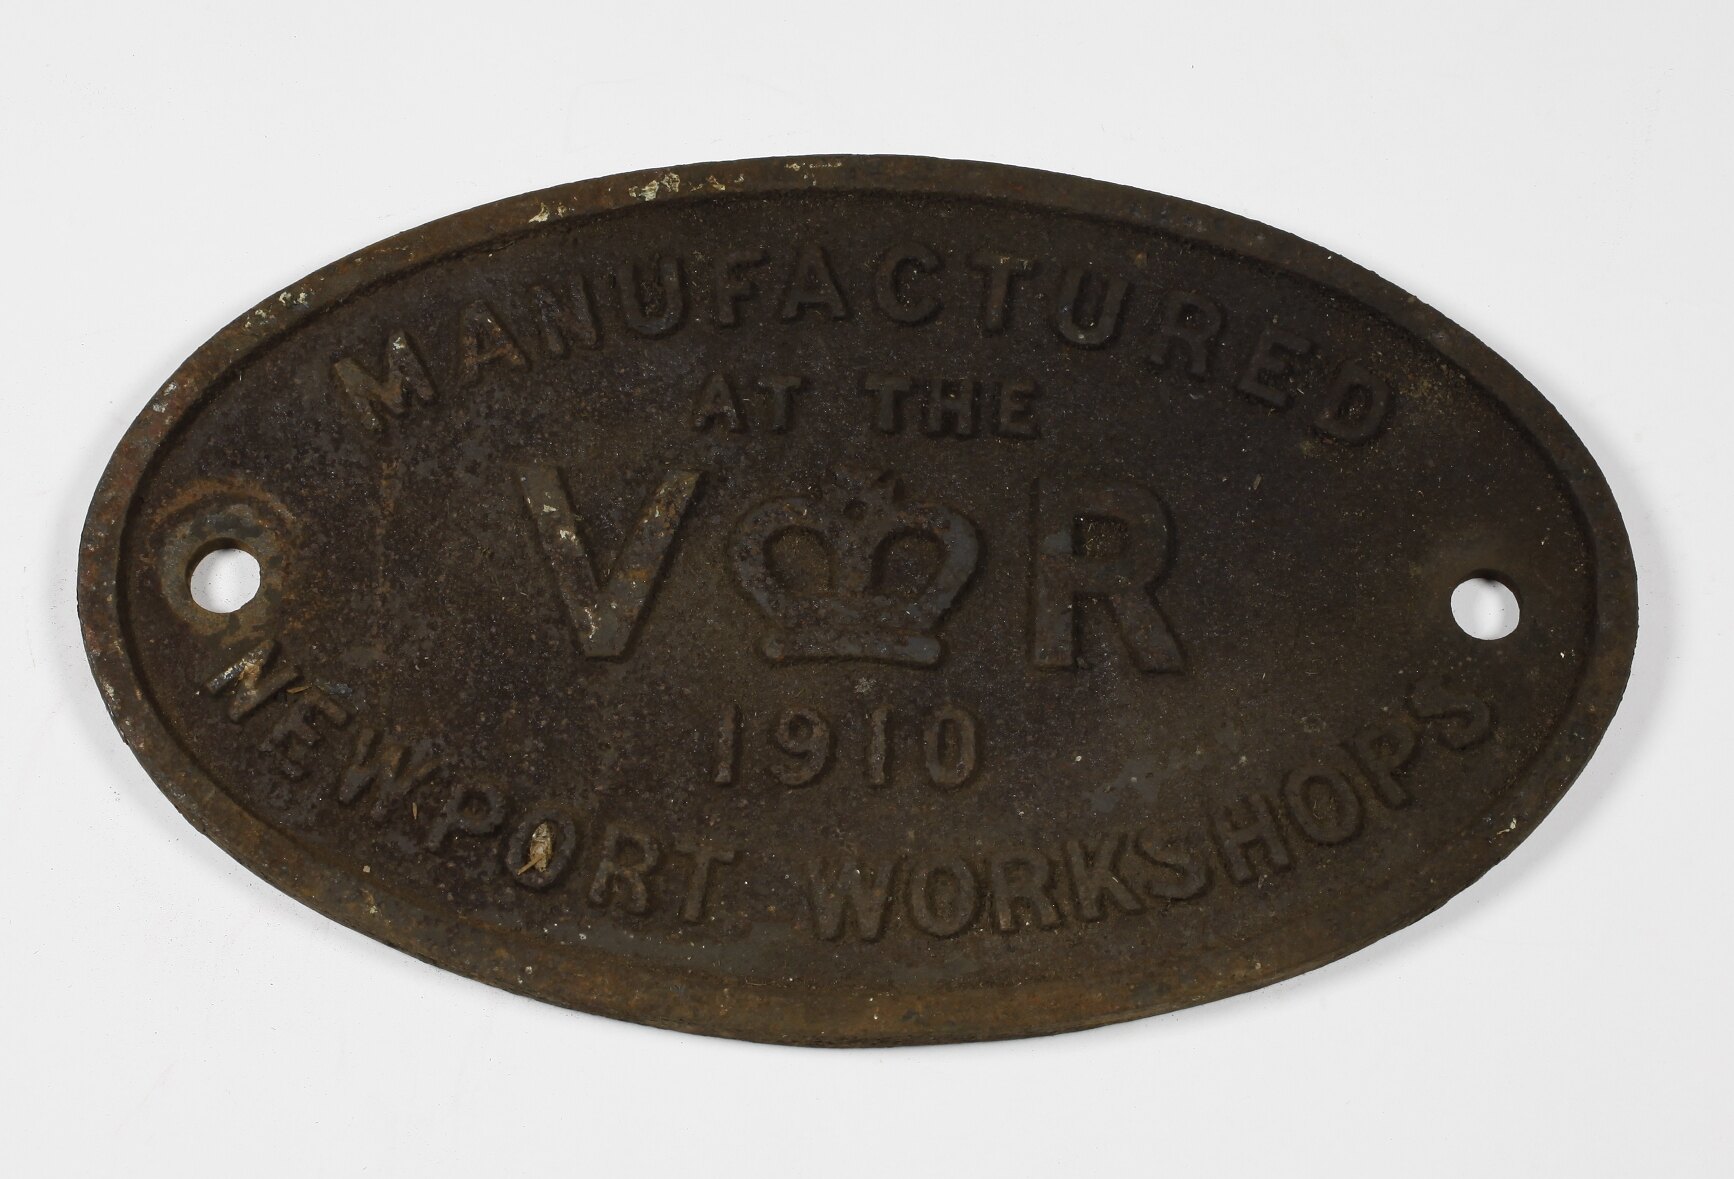 MANUFACTURED
AT THE
V R
1910
NEWPORT WORKSHOPS